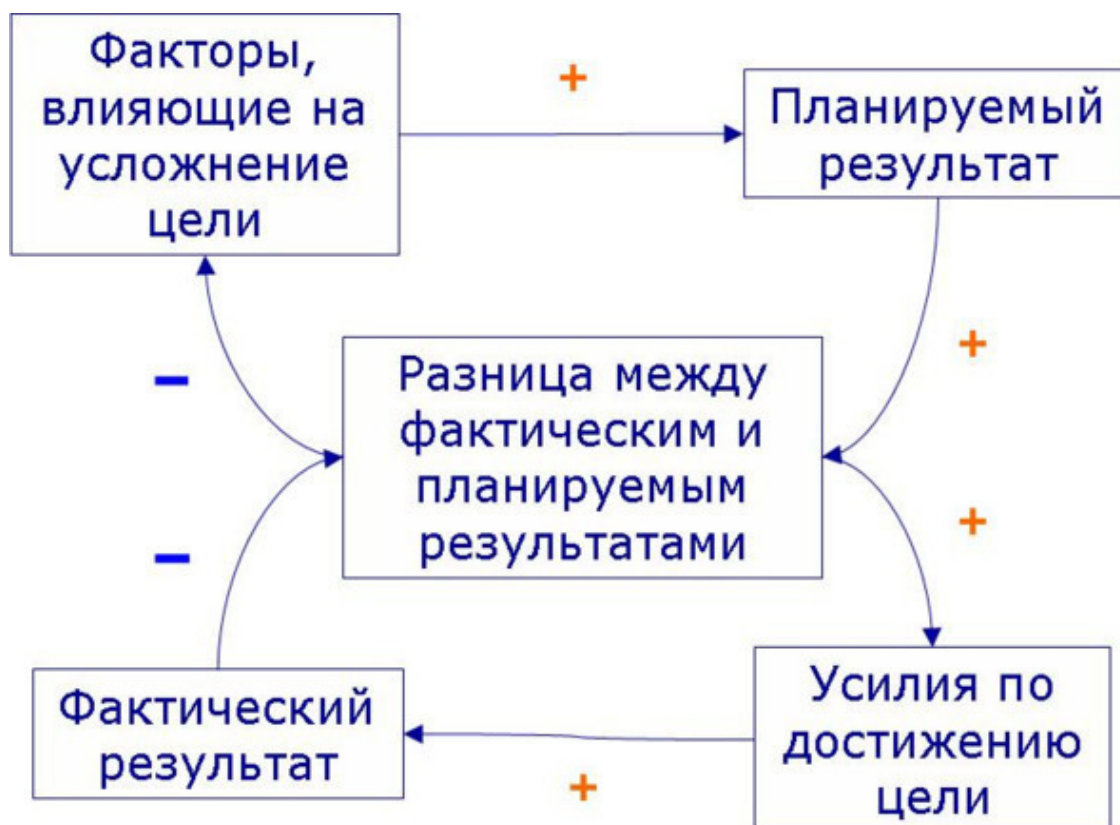 Факторы,
влияющие на
усложнение
цели
+
Планируемый
результат
+
–
Разница между
фактическим и
планируемым
результатами
+
–
Фактический
результат
+
Усилия по
достижению
цели